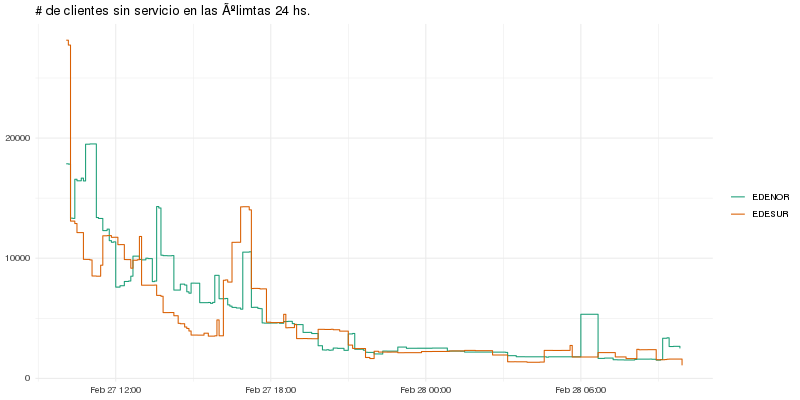 # de clientes sin servicio en las Ãºlimtas 24 hs.
20000
10000
0
Feb 27 12:00
Feb 27 18:00
Feb 28 00:00
Feb 28 06:00
EDENOR
EDESUR